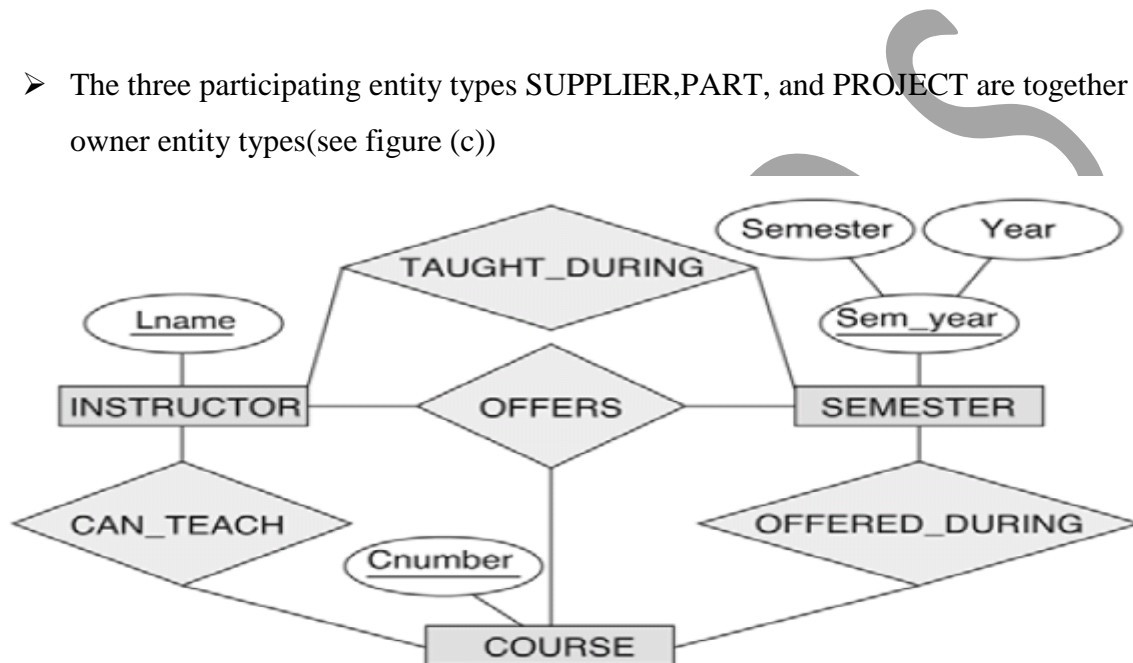 ➢ The three participating entity types SUPPLIER,PART, and PROJECT are together
owner entity types(see figure (c))
Semester Year
TAUGHT_DURING
Lname
Sem_year
INSTRUCTOR
OFFERS
SEMESTER
CAN_TEACH
OFFERED_DURING
Cnumber
COURSE